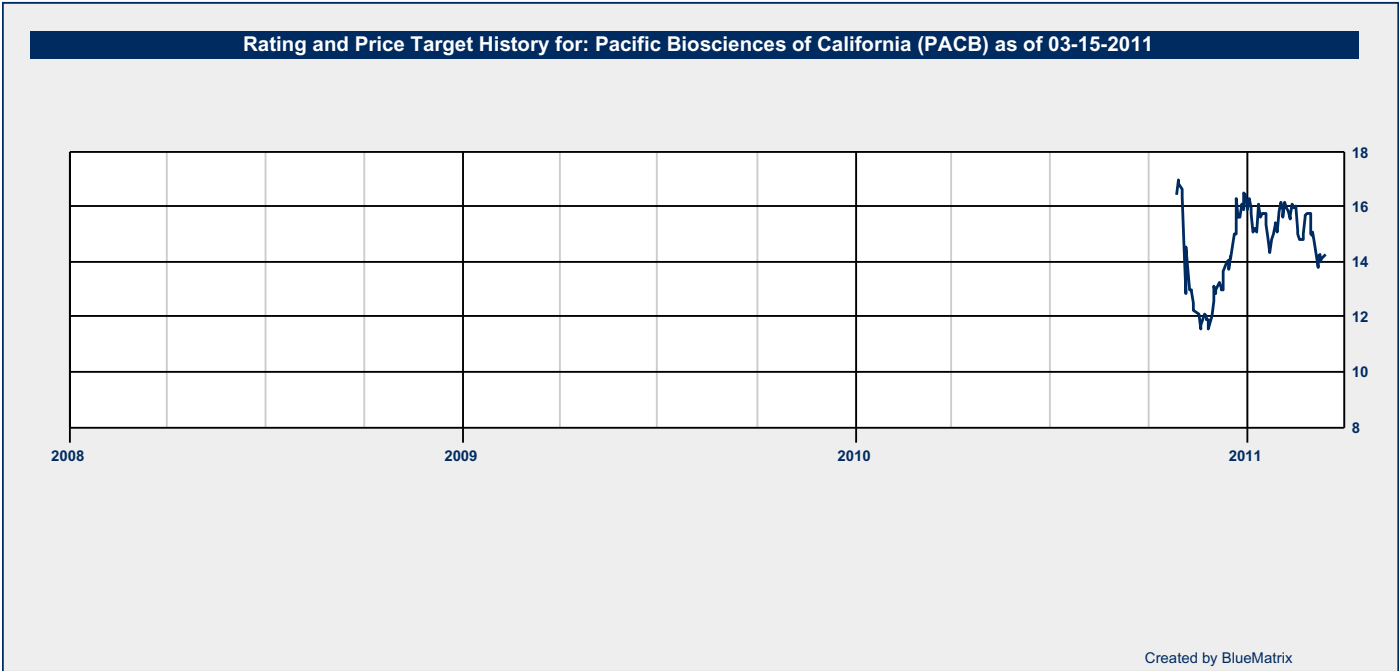 Rating and Price Target History for: Pacific Biosciences of California (PACB) as of 03-15-2011
18
16
14
12
10
8
2008 2009 2010 2011
Created by BlueMatrix